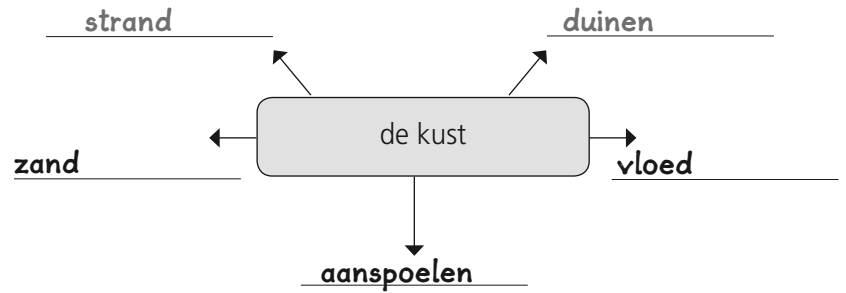 strand
duinen
de kust
zand
vloed
aanspoelen